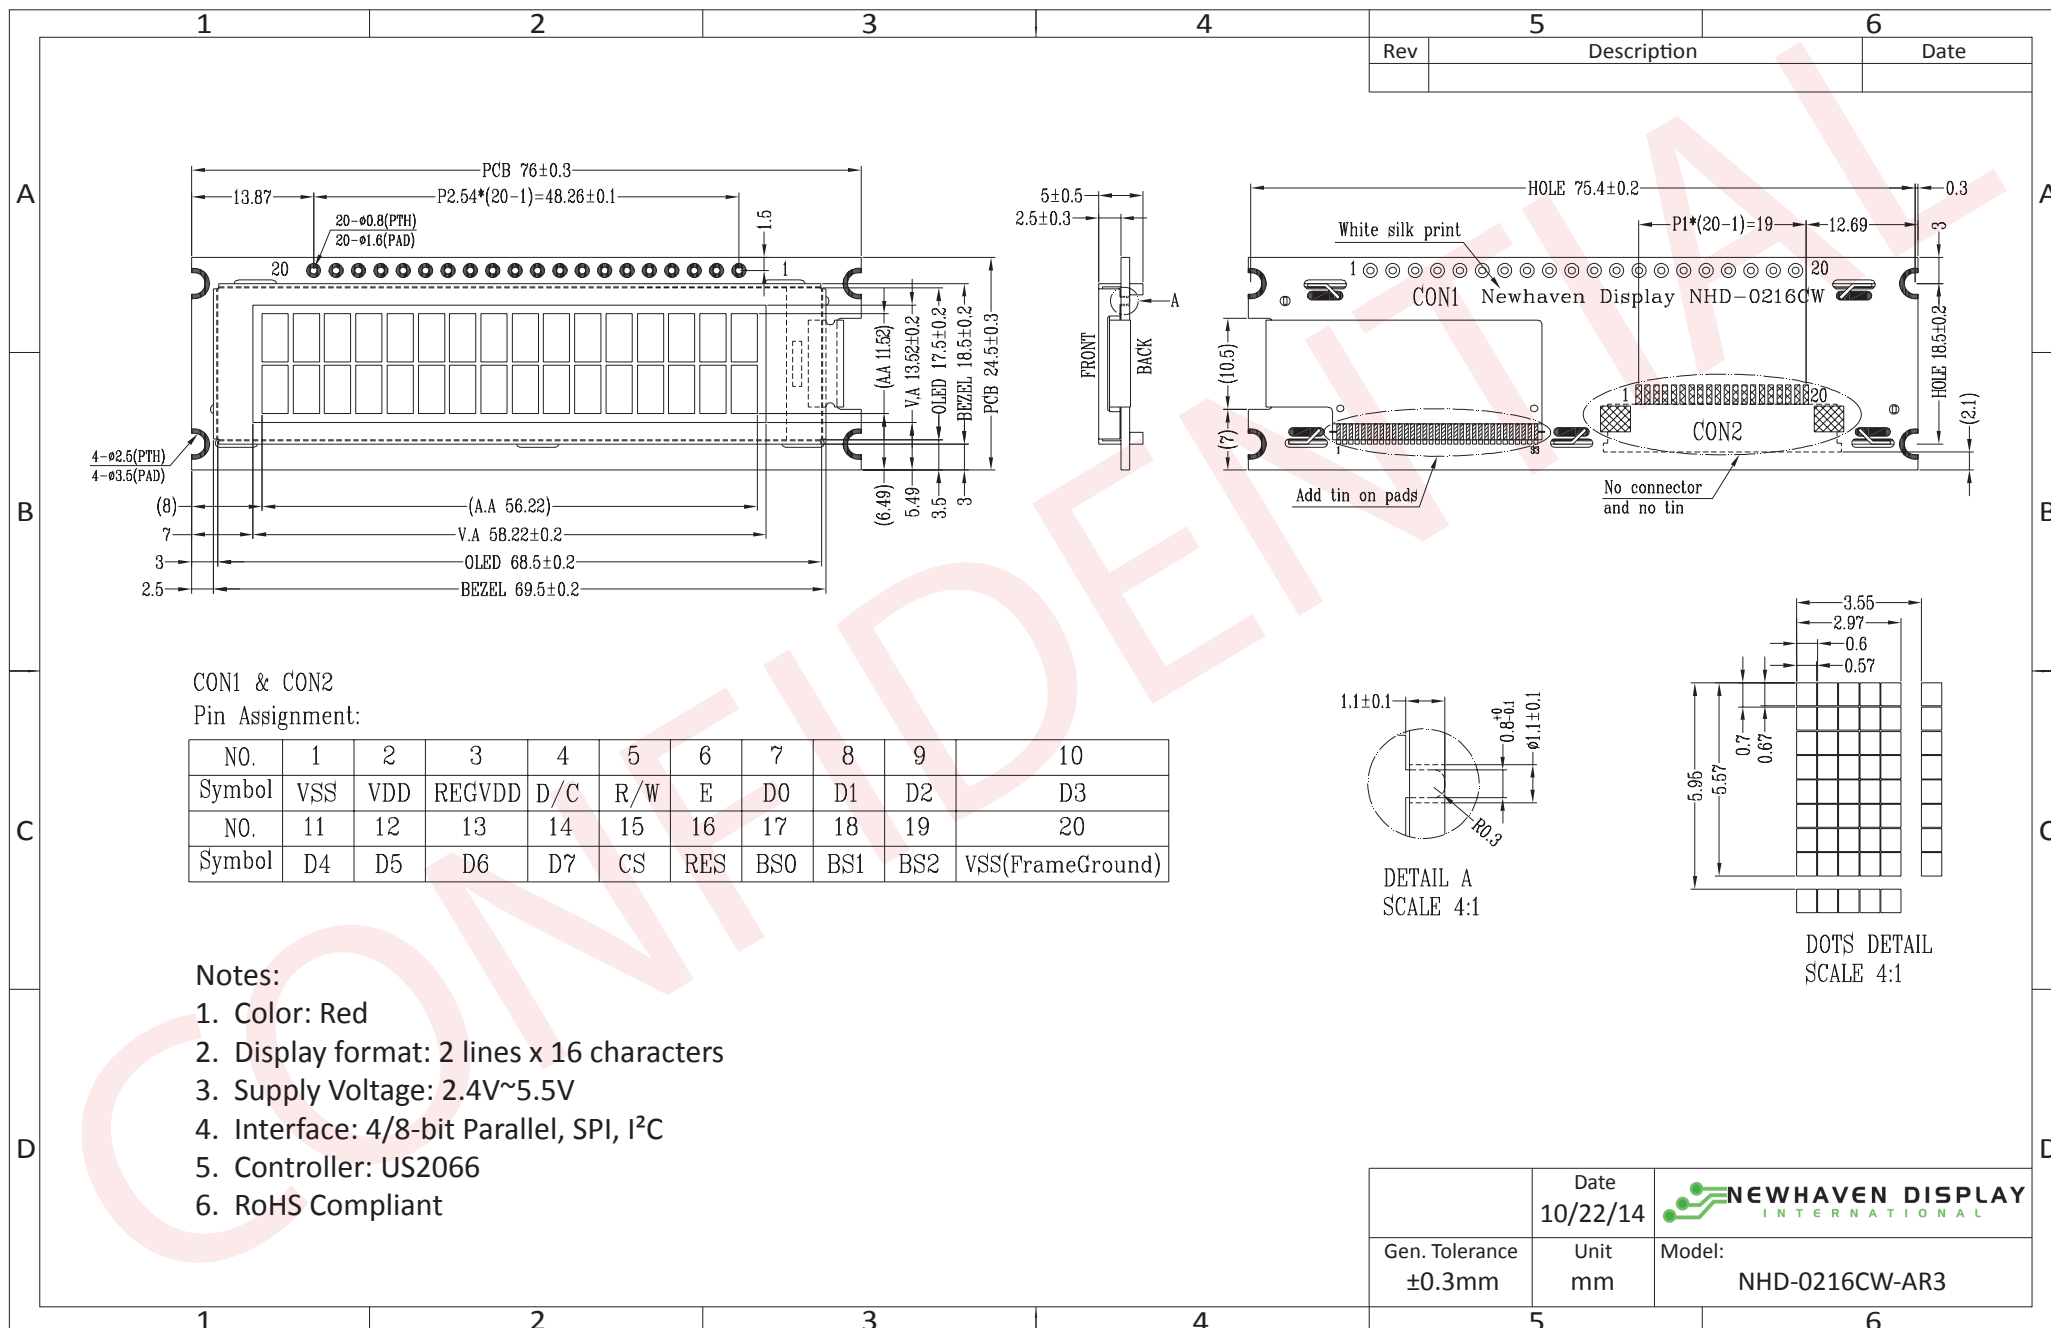 1 2 3 4 5 6
Rev Description Date
A A
PCB 76±0.3
13.87 P2.54*(20-1)=48.26±0.1
1.5
20-ø0.8(PTH)
20-ø1.6(PAD)
20 1
(AA 11.52)
V.A 13.52±0.2
OLED 17.5±0.2
BEZEL 18.5±0.2
PCB 24.5±0.3
4-ø2.5(PTH)
4-ø3.5(PAD)
(8) (A.A 56.22)
7 V.A 58.22±0.2
3 OLED 68.5±0.2
2.5 BEZEL 69.5±0.2
(6.49)
5.49
3.5
3
5±0.5
2.5±0.3
A
FRONT
BACK
HOLE 75.4±0.2 0.3
White silk print P1*(20-1)=19 12.69
3
1 20
CON1 Newhaven Display NHD-0216CW
(10.5)
(7)
HOLE 18.5±0.2
(2.1)
1 20
CON2
1 33
Add tin on pads
No connector
and no tin
B B
CON1 & CON2
Pin Assignment:
NO. 1 2 3 4 5 6 7 8 9 10
Symbol VSS VDD REGVDD D/C R/W E D0 D1 D2 D3
NO. 11 12 13 14 15 16 17 18 19 20
Symbol D4 D5 D6 D7 CS RES BS0 BS1 BS2 VSS(FrameGround)
1.1±0.1
0.8+0-0.1
ø1.1±0.1
R0.3
DETAIL A
SCALE 4:1
3.55
2.97
0.6
0.57
0.7
0.67
5.95
5.57
DOTS DETAIL
SCALE 4:1
C C
Notes:
1. Color: Red
2. Display format: 2 lines x 16 characters
3. Supply Voltage: 2.4V~5.5V
4. Interface: 4/8-bit Parallel, SPI, I²C
5. Controller: US2066
6. RoHS Compliant
D D
Date
10/22/14
NEWHAVEN DISPLAY
INTERNATIONAL
Gen. Tolerance
±0.3mm
Unit
mm
Model:
NHD-0216CW-AR3
1 2 3 4 5 6
CONFIDENTIAL